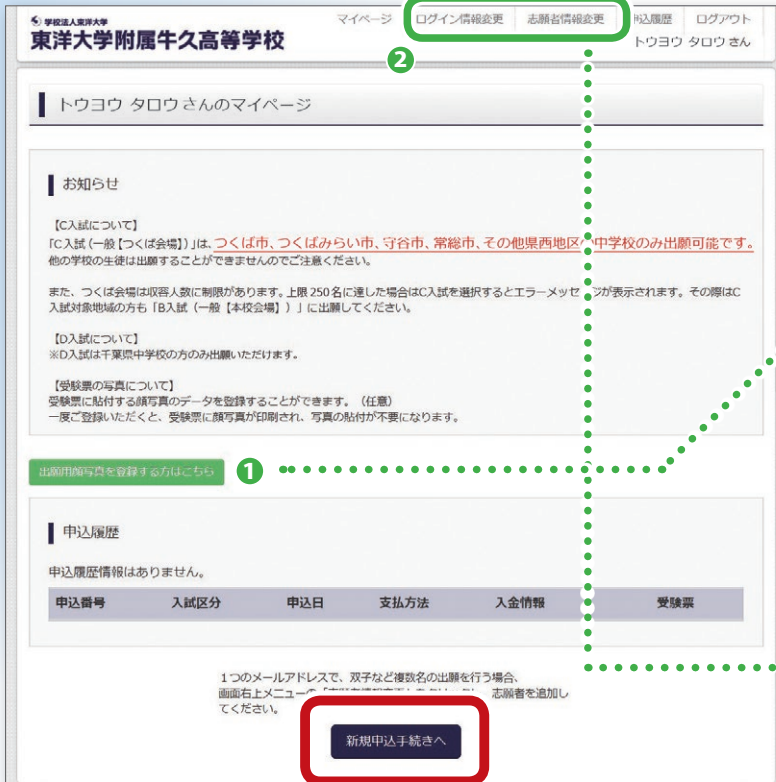 学校法人東洋大学
東洋大学附属牛久高等学校
マイページ ログイン情報変更 志願者情報変更 申込履歴 ログアウト
トウヨウ タロウ さん
❷
トウヨウ タロウ さんのマイページ
お知らせ
【C入試について】
「C入試(一般【つくば会場】)」は、つくば市、つくばみらい市、守谷市、常総市、その他県西地区の中学校のみ出願可能です。
他の学校の生徒は出願することができませんのでご注意ください。
また、つくば会場は収容人数に制限があります。上限250名に達した場合はC入試を選択するとエラーメッセージが表示されます。その際はC
入試対象地域の方も「B入試(一般【本校会場】)」に出願してください。
【D入試について】
※D入試は千葉県中学校の方のみ出願いただけます。
【受験票の写真について】
受験票に貼付する顔写真のデータを登録することができます。(任意)
一度ご登録いただくと、受験票に顔写真が印刷され、写真の貼付が不要になります。
出願用顔写真を登録する方はこちら ❶
申込履歴
申込履歴情報はありません。
申込番号 入試区分 申込日 支払方法 入金情報 受験票
1つのメールアドレスで、双子など複数名の出願を行う場合、
画面右上メニューの 志願者を追加し
てください。
新規申込手続きへ